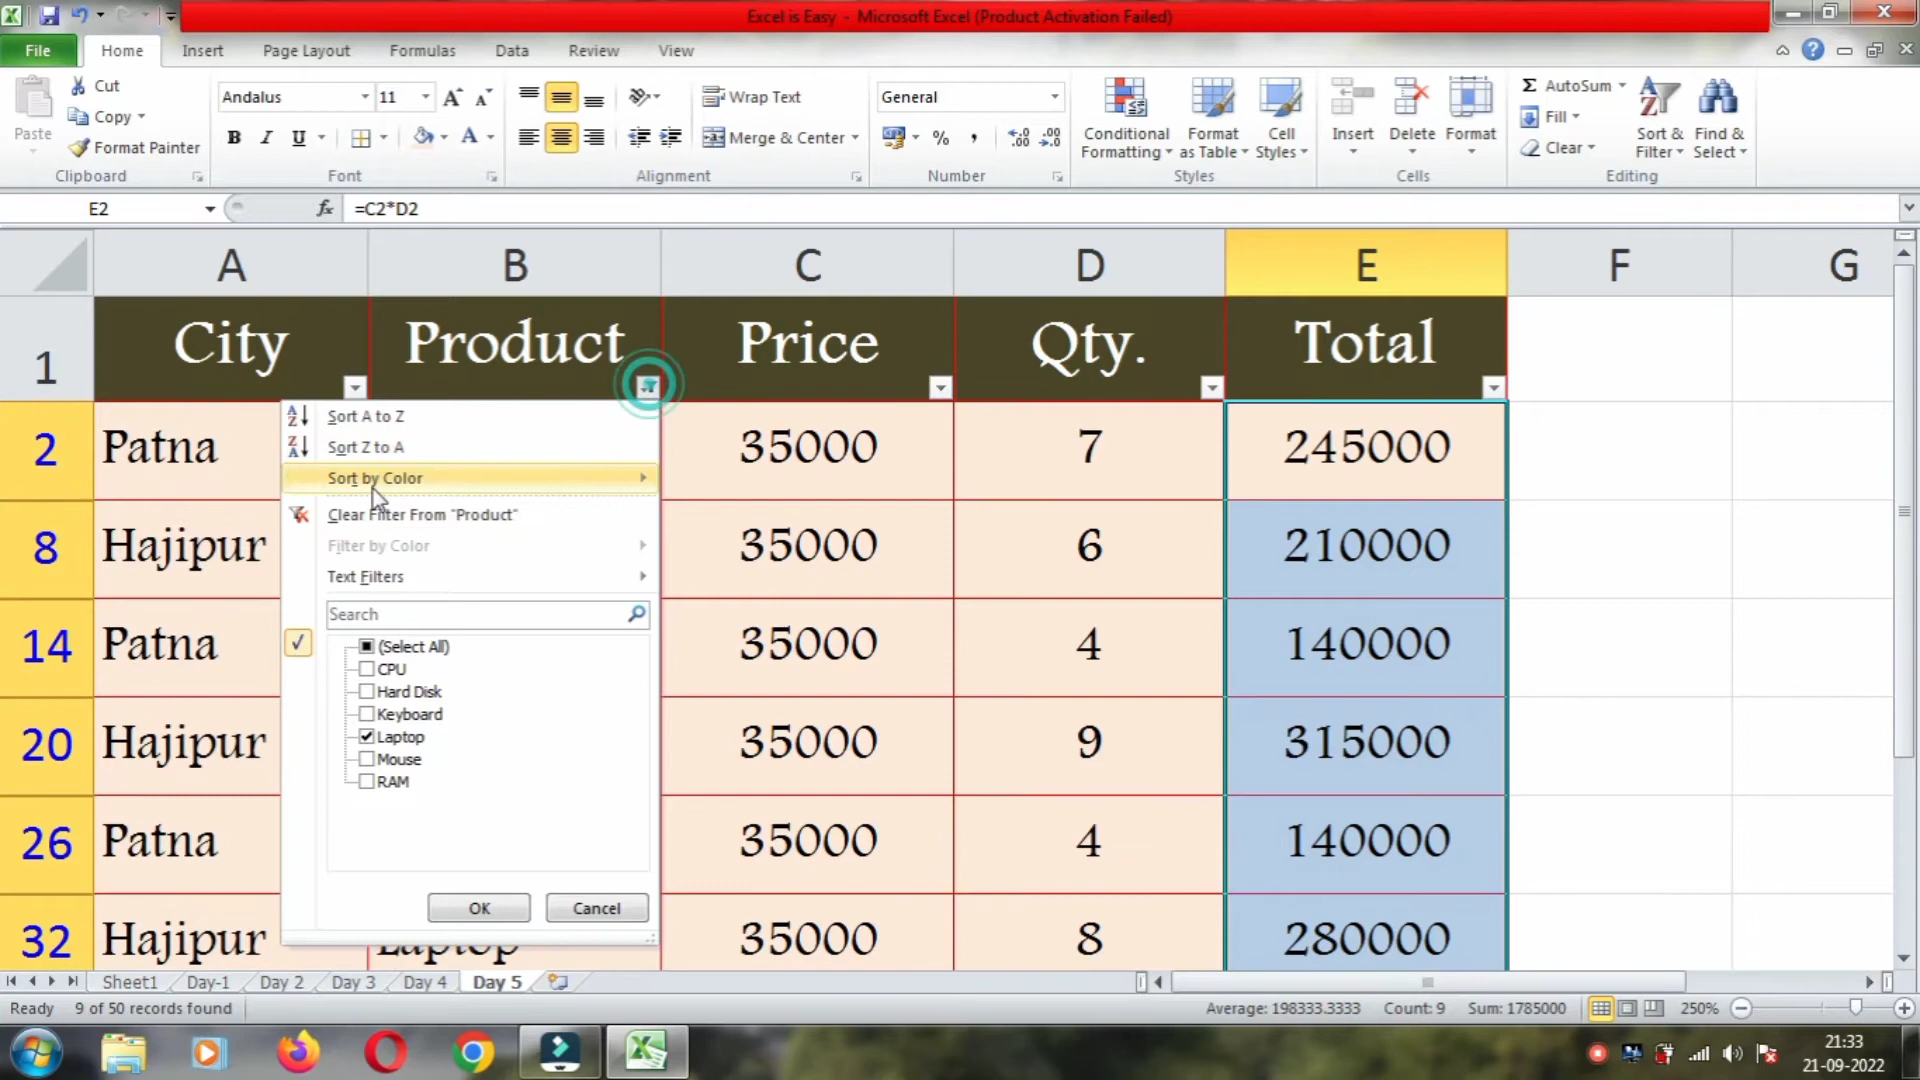 Excel is Easy - Microsoft Excel (Product Activation Failed)
File Home Insert Page Layout Formulas Data Review View
Paste
Cut
Copy
Format Painter
Clipboard
Andalus 11
B I U
Font
Wrap Text
Merge & Center
Alignment
General
Number
Conditional Formatting
Format as Table
Cell Styles
Styles
Insert
Delete
Format
Cells
AutoSum
Fill
Clear
Sort & Filter
Find & Select
Editing
E2 fx =C2*D2
A B C D E F G
1 City Product Price Qty. Total
2 Patna 35000 7 245000
8 Hajipur 35000 6 210000
14 Patna 35000 4 140000
20 Hajipur 35000 9 315000
26 Patna 35000 4 140000
32 Hajipur Laptop 35000 8 280000
Sort A to Z
Sort Z to A
Sort by Color
Clear Filter From "Product"
Filter by Color
Text Filters
Search
(Select All)
CPU
Hard Disk
Keyboard
Laptop
Mouse
RAM
OK Cancel
Sheet1 Day-1 Day 2 Day 3 Day 4 Day 5
Ready 9 of 50 records found Average: 198333.3333 Count: 9 Sum: 1785000 250%
21:33
21-09-2022